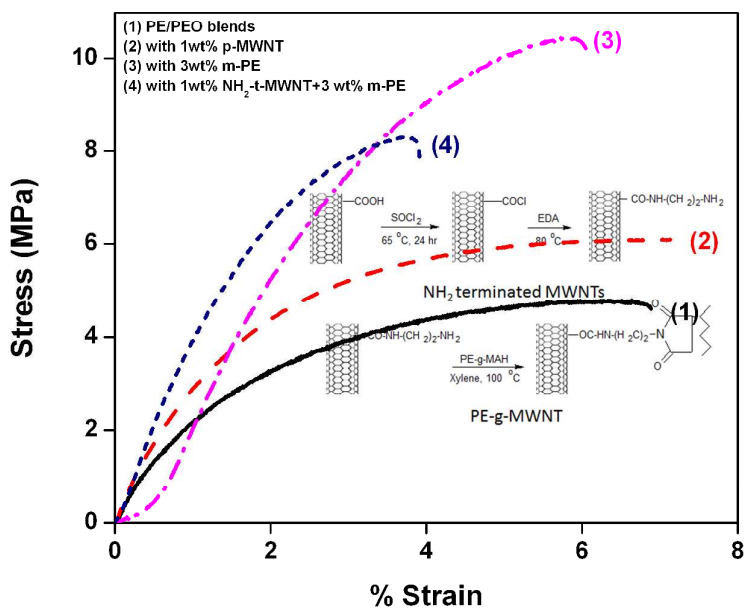 (1) PE/PEO blends
(2) with 1wt% p-MWNT
(3) with 3wt% m-PE
(4) with 1wt% NH2-t-MWNT+3 wt% m-PE
10
8
6
4
2
0
Stress (MPa)
(3)
(4)
COOH
SOCl2
65 °C, 24 hr
COCl
EDA
80 °C
CO-NH-(CH2)2-NH2
(2)
NH2 terminated MWNTs
(1)
CO-NH-(CH2)2-NH2
PE-g-MAH
Xylene, 100 °C
OC-HN-(H2C)2
N
O
O
PE-g-MWNT
0 2 4 6 8
% Strain